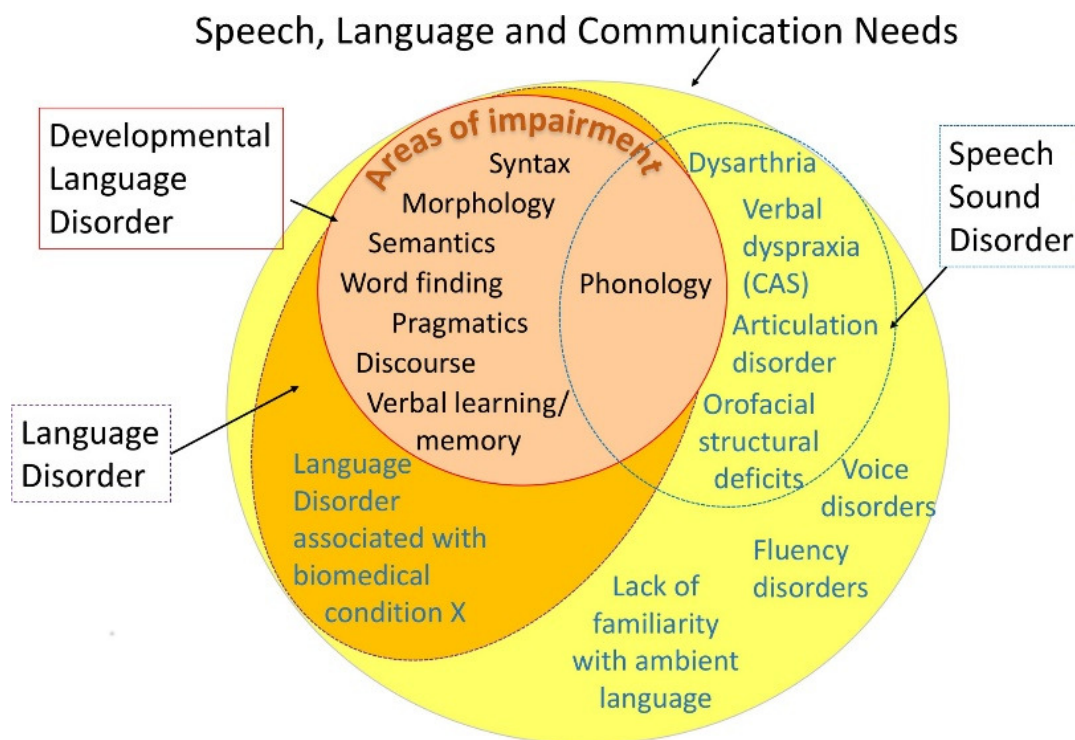 Speech, Language and Communication Needs
Developmental
Language
Disorder
Areas of impairment
Syntax
Morphology
Semantics
Word finding
Pragmatics
Discourse
Verbal learning/
memory
Phonology
Dysarthria
Verbal
dyspraxia
(CAS)
Articulation
disorder
Orofacial
structural
deficits
Speech
Sound
Disorder
Language
Disorder
Language
Disorder
associated with
biomedical
condition X
Voice
disorders
Fluency
disorders
Lack of
familiarity
with ambient
language